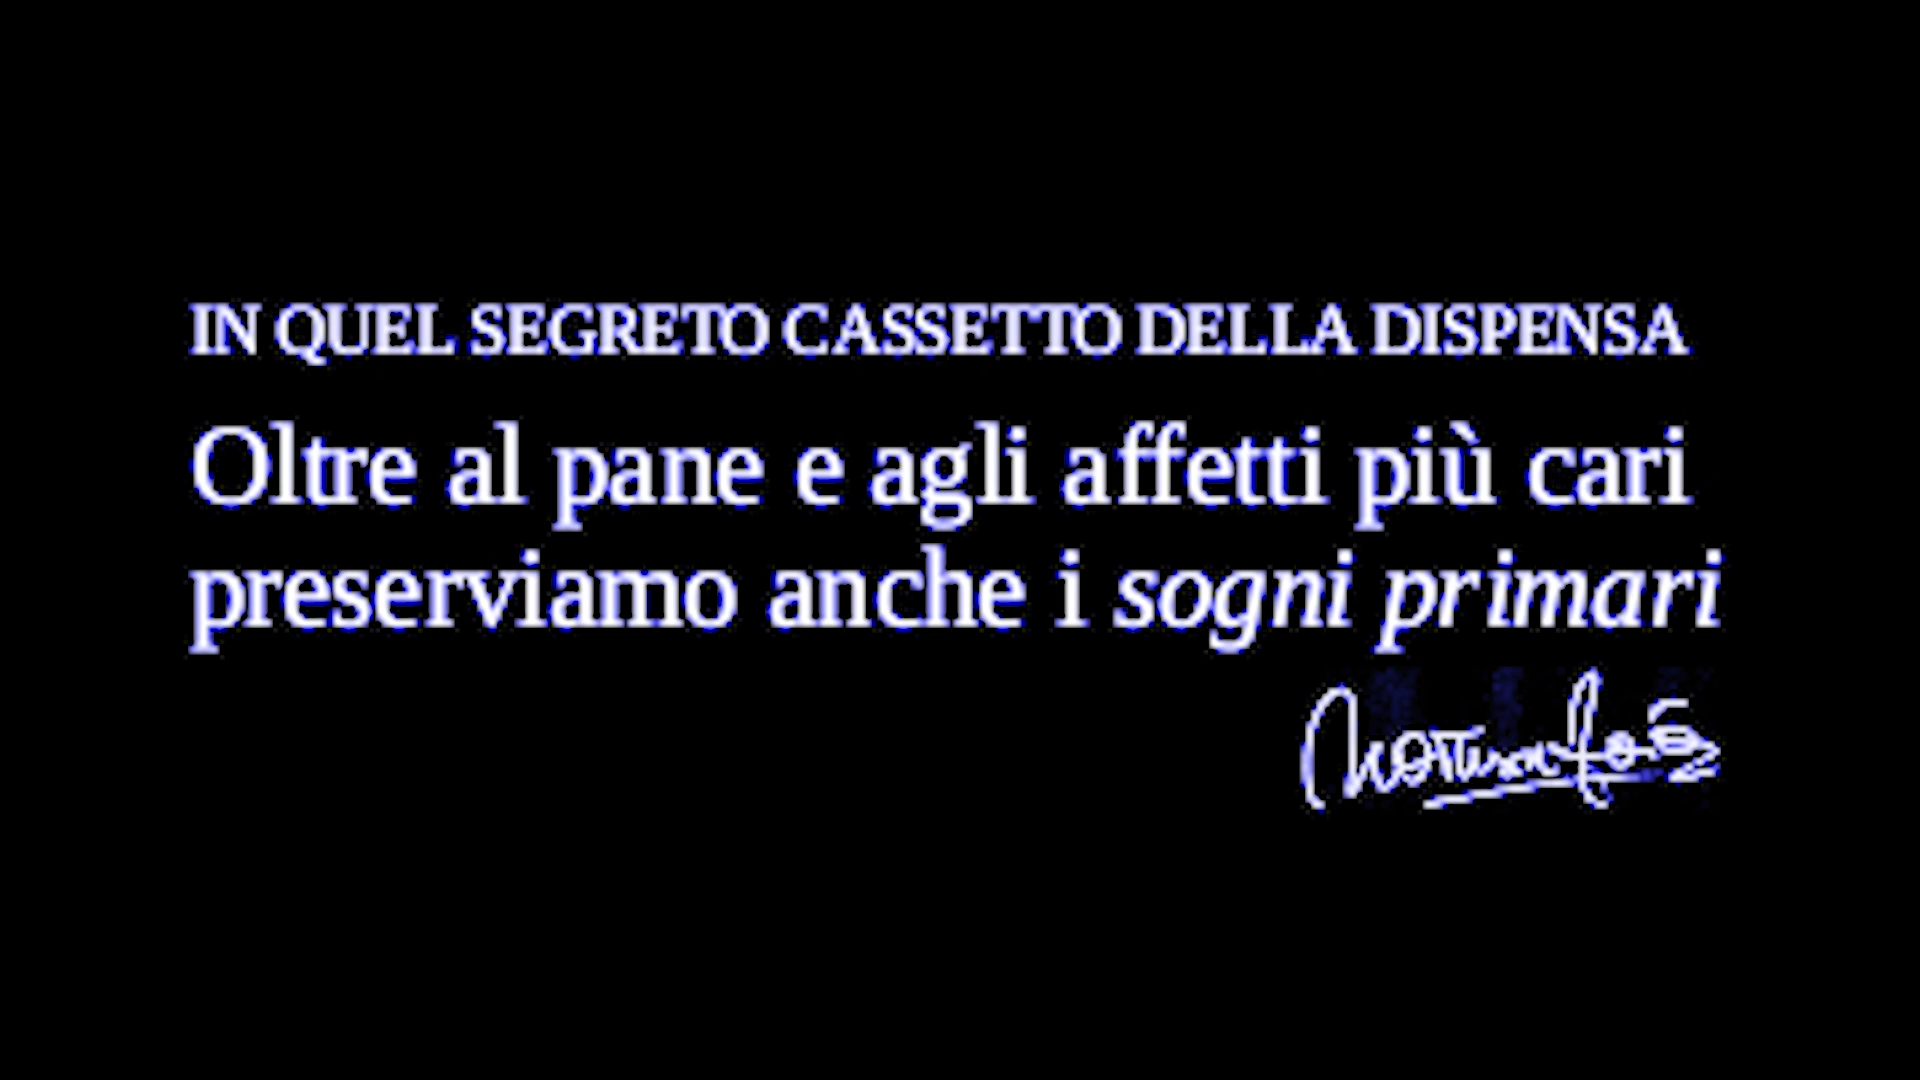 IN QUEL SEGRETO CASSETTO DELLA DISPENSA
Oltre al pane e agli affetti più cari
preserviamo anche i sogni primari